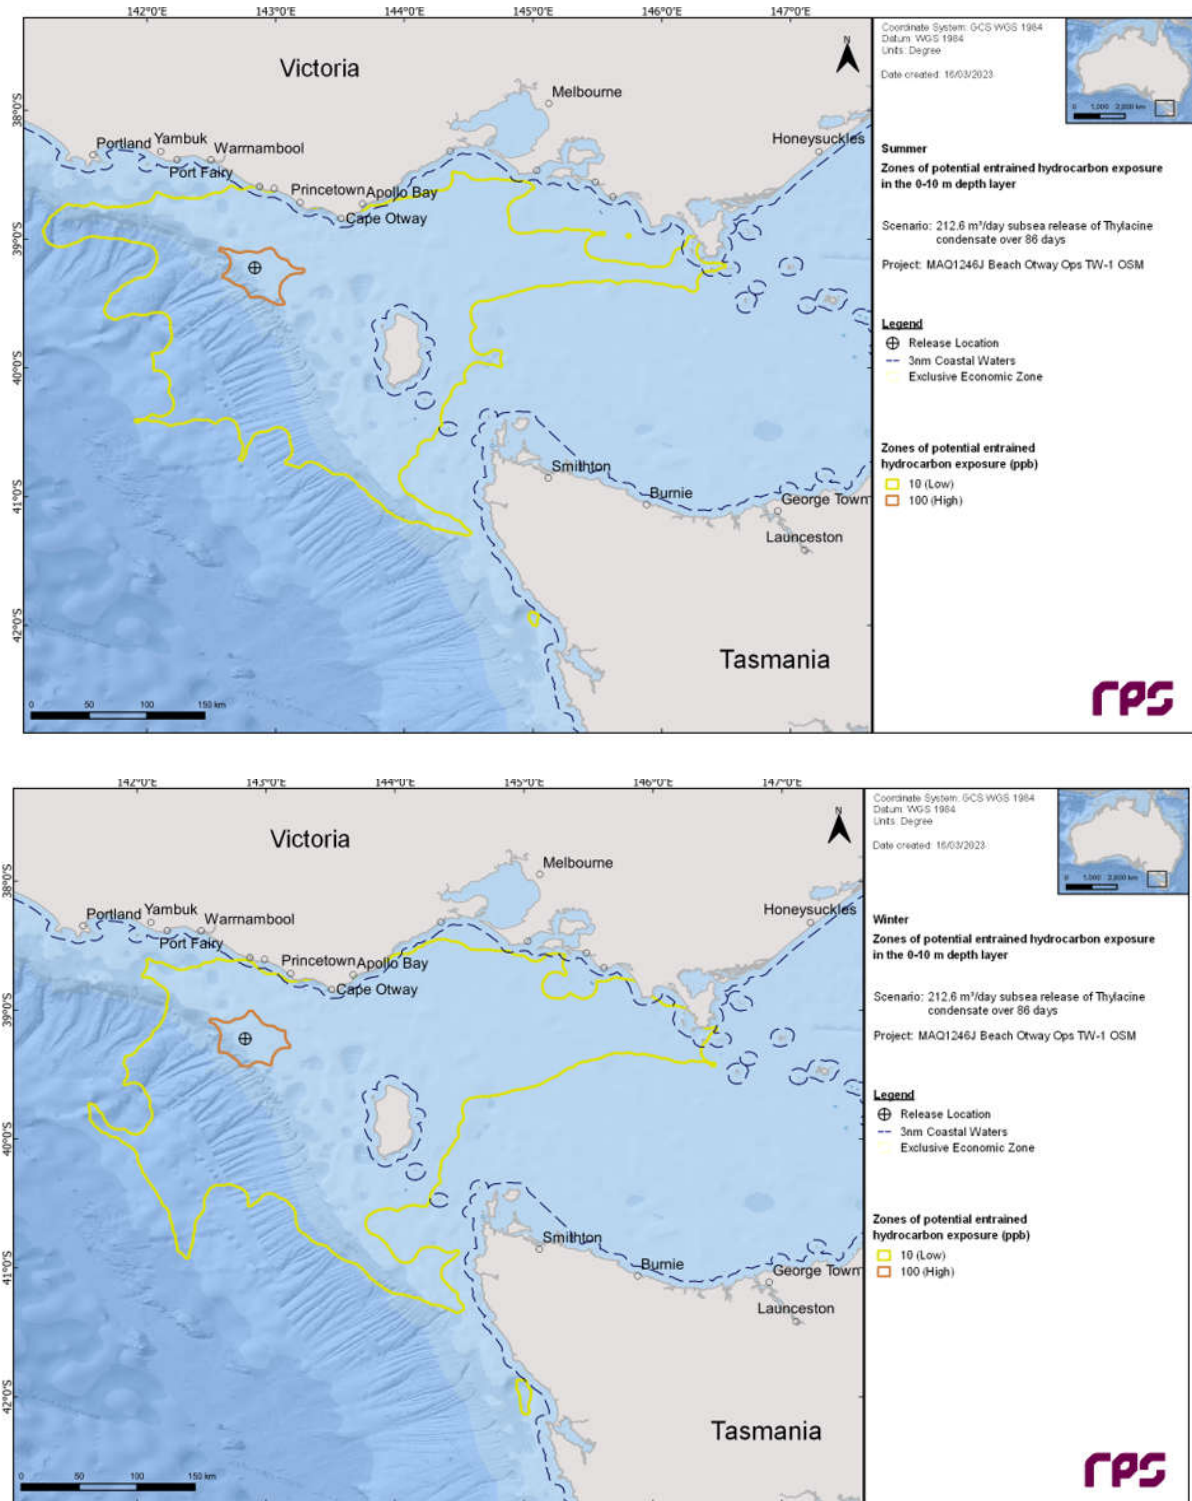 142°0'E 143°0'E 144°0'E 145°0'E 146°0'E 147°0'E
38°0'S
39°0'S
40°0'S
41°0'S
42°0'S
Victoria
N
Melbourne
Honeysuckles
Portland
Yambuk
Warrnambool
Port Fairy
Princetown
Apollo Bay
Cape Otway
Smithton
Burnie
George Town
Launceston
Tasmania
0 50 100 150 km
Coordinate System: GCS WGS 1984
Datum: WGS 1984
Units: Degree
Date created: 16/03/2023
0 1,000 2,000 km
Summer
Zones of potential entrained hydrocarbon exposure
in the 0-10 m depth layer
Scenario: 212.6 m³/day subsea release of Thylacine
condensate over 86 days
Project: MAQ1246J Beach Otway Ops TW-1 OSM
Legend
Release Location
3nm Coastal Waters
Exclusive Economic Zone
Zones of potential entrained
hydrocarbon exposure (ppb)
10 (Low)
100 (High)
rps
142°0'E 143°0'E 144°0'E 145°0'E 146°0'E 147°0'E
38°0'S
39°0'S
40°0'S
41°0'S
42°0'S
Victoria
N
Melbourne
Honeysuckles
Portland
Yambuk
Warrnambool
Port Fairy
Princetown
Apollo Bay
Cape Otway
Smithton
Burnie
George Town
Launceston
Tasmania
0 50 100 150 km
Coordinate System: GCS WGS 1984
Datum: WGS 1984
Units: Degree
Date created: 16/03/2023
0 1,000 2,000 km
Winter
Zones of potential entrained hydrocarbon exposure
in the 0-10 m depth layer
Scenario: 212.6 m³/day subsea release of Thylacine
condensate over 86 days
Project: MAQ1246J Beach Otway Ops TW-1 OSM
Legend
Release Location
3nm Coastal Waters
Exclusive Economic Zone
Zones of potential entrained
hydrocarbon exposure (ppb)
10 (Low)
100 (High)
rps